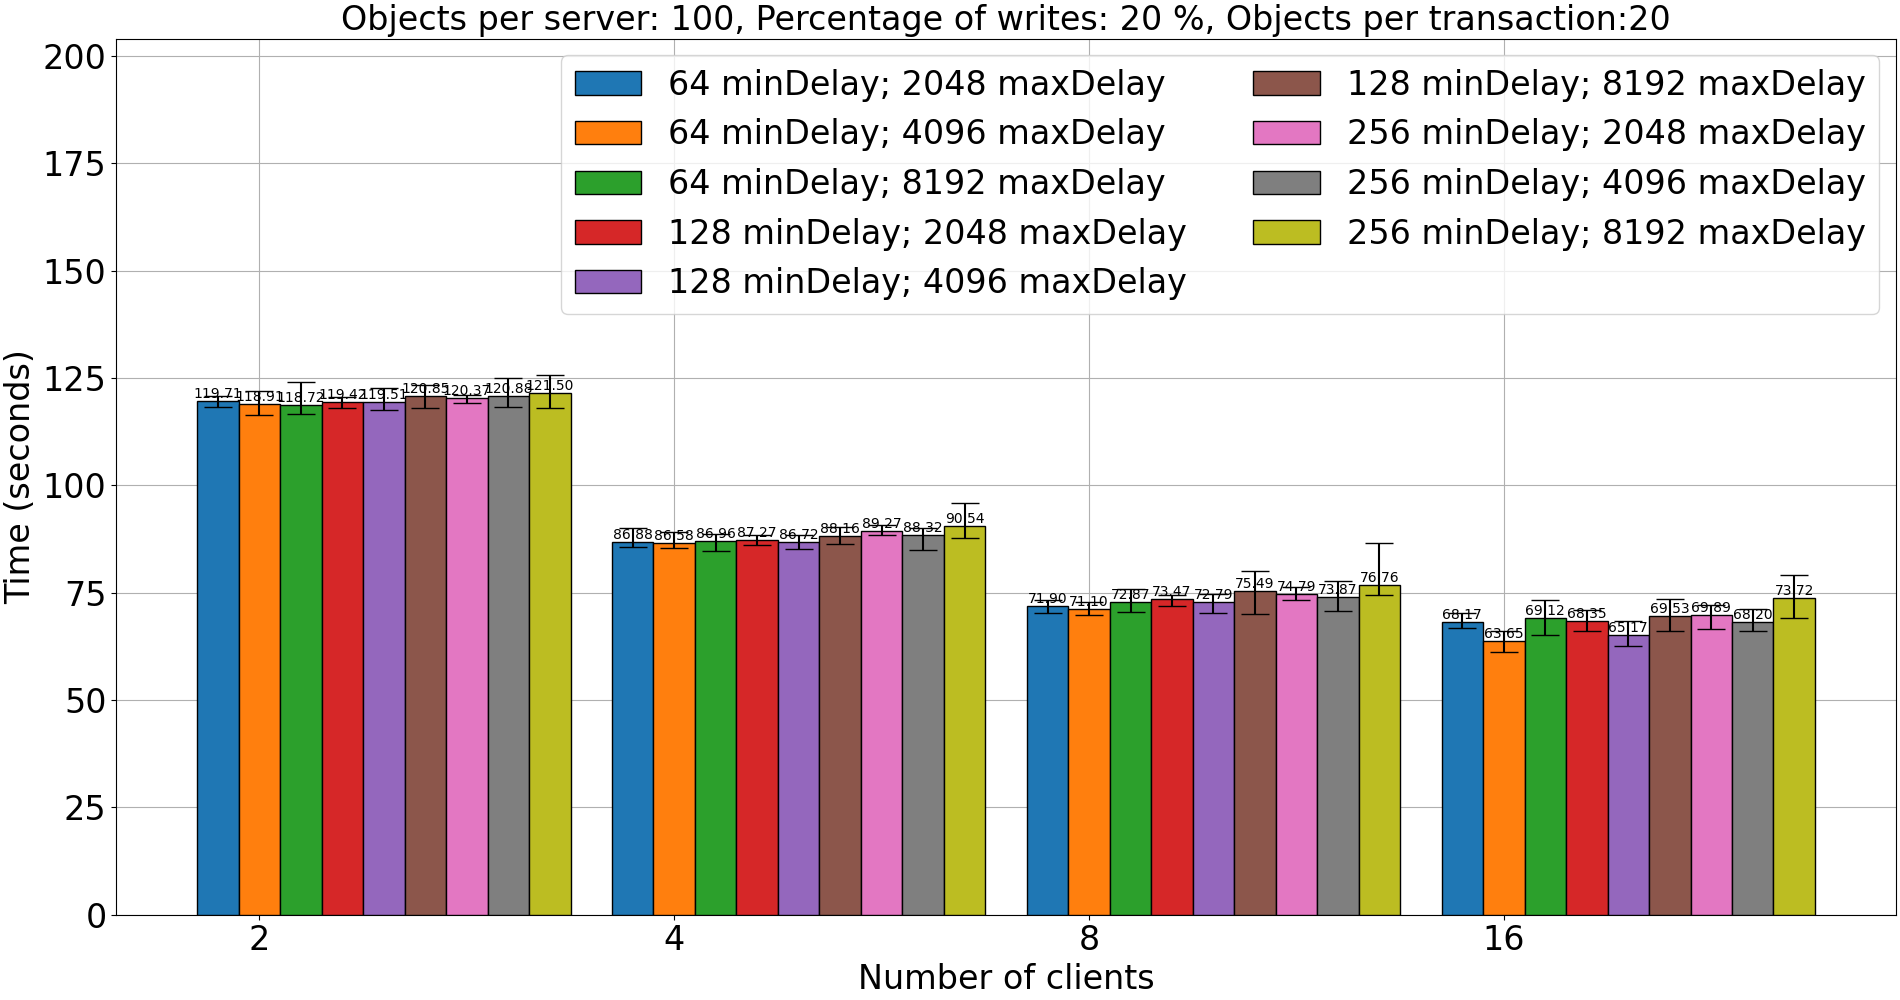 Objects per server: 100, Percentage of writes: 20 %, Objects per transaction:20
200
175
150
125
100
75
50
25
0
Time (seconds)
64 minDelay; 2048 maxDelay
64 minDelay; 4096 maxDelay
64 minDelay; 8192 maxDelay
128 minDelay; 2048 maxDelay
128 minDelay; 4096 maxDelay
128 minDelay; 8192 maxDelay
256 minDelay; 2048 maxDelay
256 minDelay; 4096 maxDelay
256 minDelay; 8192 maxDelay
119.71 118.91 118.72 119.42 119.51 120.85 120.37 120.88 121.50
86.88 86.58 86.96 87.27 86.72 88.16 89.27 88.32 90.54
71.90 71.10 72.87 73.47 72.79 75.49 74.79 73.87 76.76
68.17 63.65 69.12 68.35 65.17 69.53 69.89 68.20 73.72
2 4 8 16
Number of clients